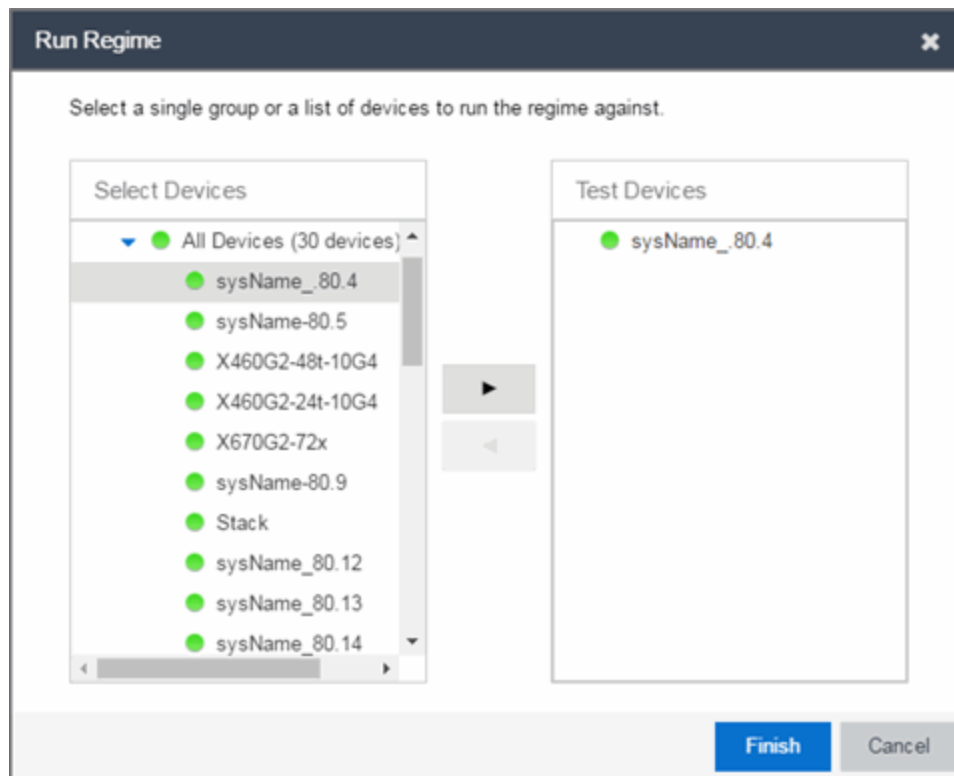 Run Regime
Select a single group or a list of devices to run the regime against.
Select Devices
All Devices (30 devices)
sysName_.80.4
sysName-80.5
X460G2-48t-10G4
X460G2-24t-10G4
X670G2-72x
sysName-80.9
Stack
sysName_80.12
sysName_80.13
sysName_80.14
Test Devices
sysName_.80.4
Finish
Cancel